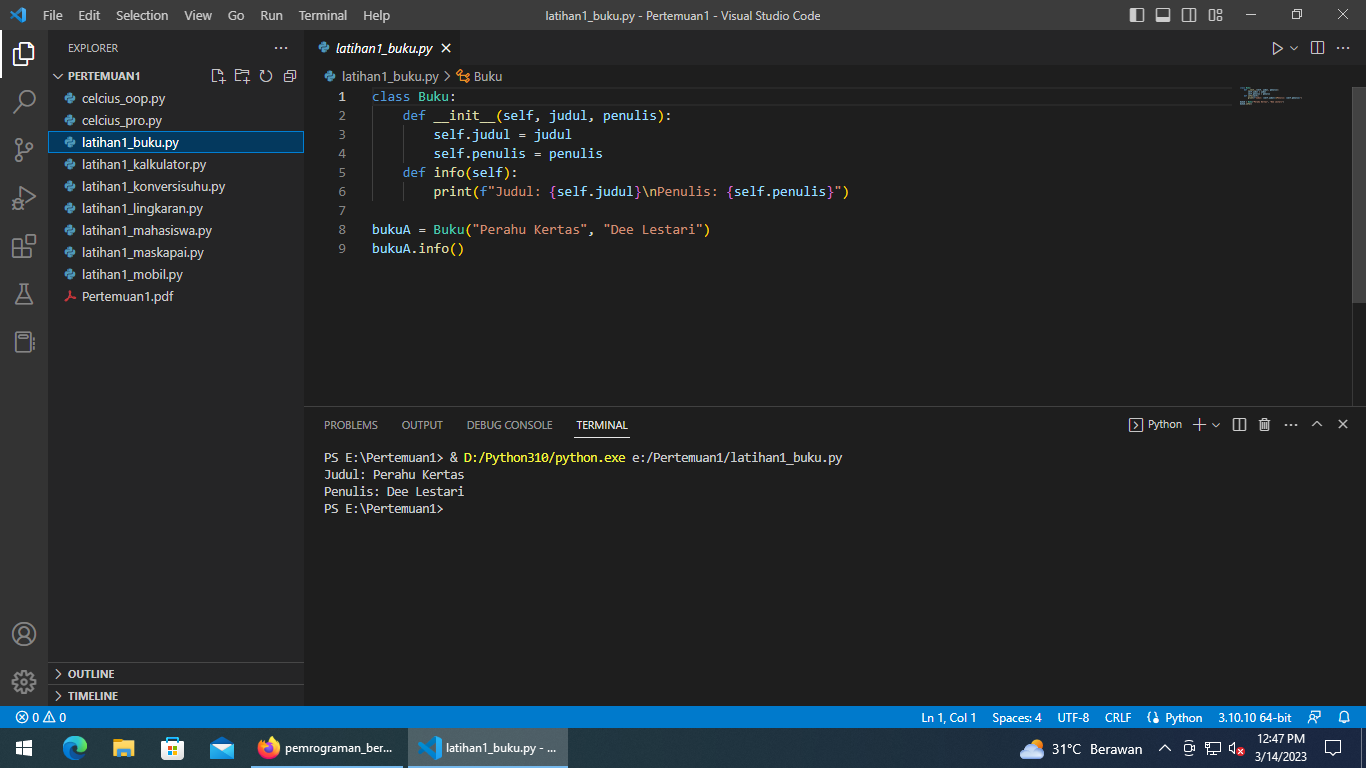 File Edit Selection View Go Run Terminal Help
latihan1_buku.py - Pertemuan1 - Visual Studio Code
EXPLORER
PERTEMUAN1
celcius_oop.py
celcius_pro.py
latihan1_buku.py
latihan1_kalkulator.py
latihan1_konversisuhu.py
latihan1_lingkaran.py
latihan1_mahasiswa.py
latihan1_maskapai.py
latihan1_mobil.py
Pertemuan1.pdf
OUTLINE
TIMELINE
latihan1_buku.py
latihan1_buku.py > Buku
1 class Buku:
2     def __init__(self, judul, penulis):
3         self.judul = judul
4         self.penulis = penulis
5     def info(self):
6         print(f"Judul: {self.judul}\nPenulis: {self.penulis}")
7
8 bukuA = Buku("Perahu Kertas", "Dee Lestari")
9 bukuA.info()
PROBLEMS OUTPUT DEBUG CONSOLE TERMINAL
Python
PS E:\Pertemuan1> & D:/Python310/python.exe e:/Pertemuan1/latihan1_buku.py
Judul: Perahu Kertas
Penulis: Dee Lestari
PS E:\Pertemuan1>
0 0
Ln 1, Col 1 Spaces: 4 UTF-8 CRLF Python 3.10.10 64-bit
pemrograman_ber...
latihan1_buku.py - ...
31°C Berawan
12:47 PM
3/14/2023